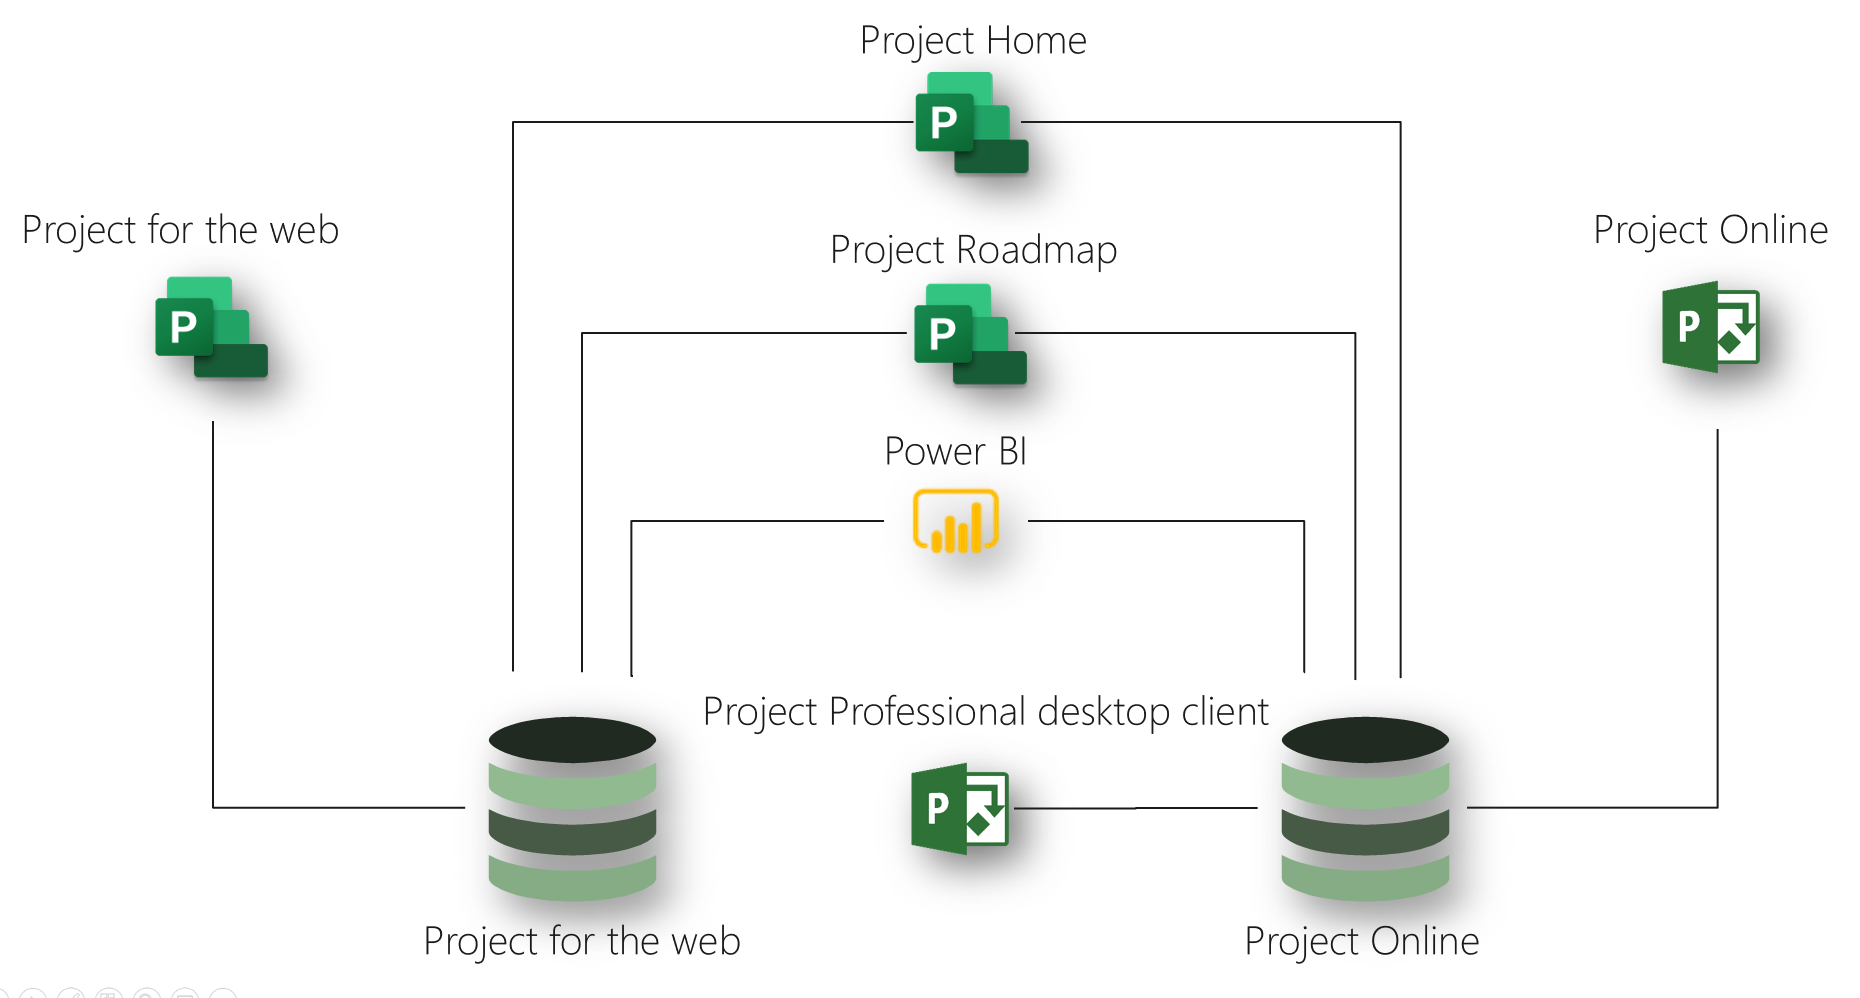 Project Home
P
Project for the web
P
Project Roadmap
P
Project Online
P
Power BI
Project Professional desktop client
P
Project for the web
Project Online